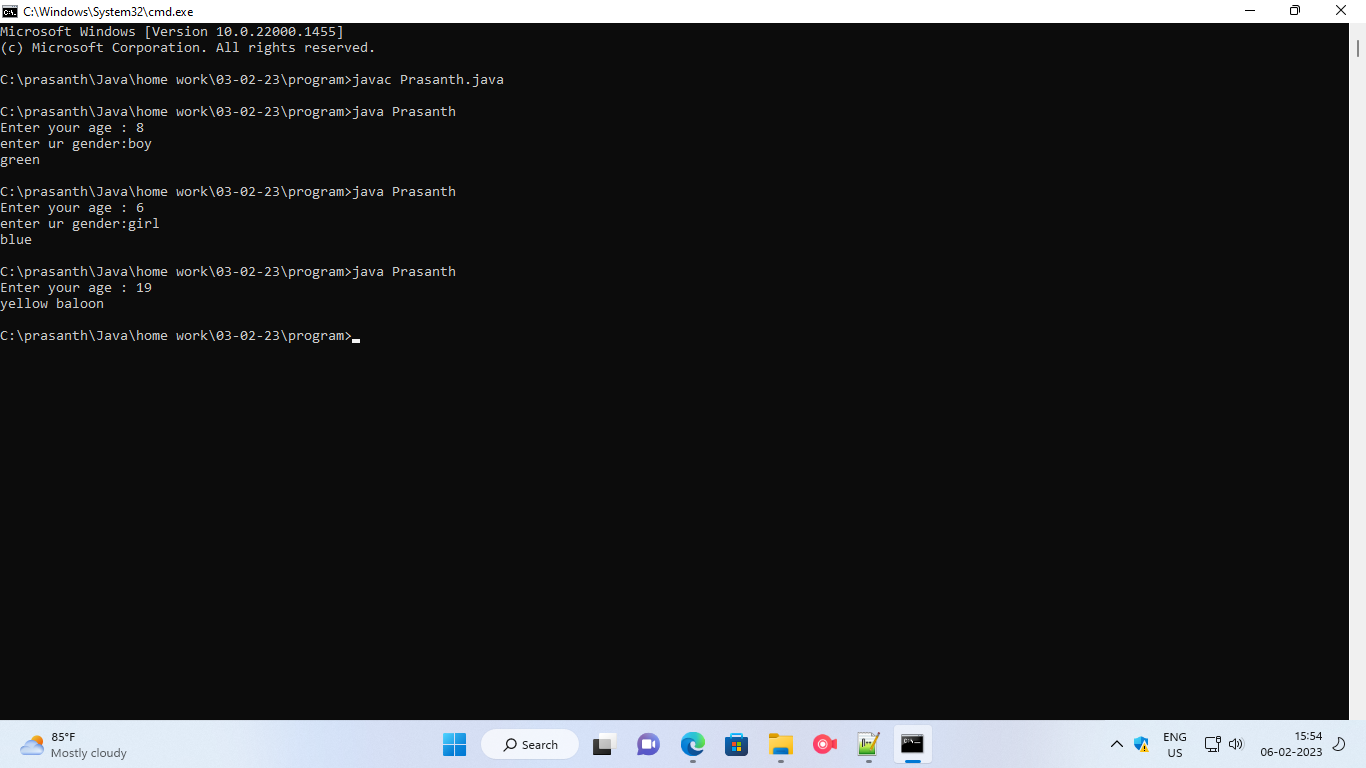 C:\Windows\System32\cmd.exe
Microsoft Windows [Version 10.0.22000.1455]
(c) Microsoft Corporation. All rights reserved.
C:\prasanth\Java\home work\03-02-23\program>javac Prasanth.java
C:\prasanth\Java\home work\03-02-23\program>java Prasanth
Enter your age : 8
enter ur gender:boy
green
C:\prasanth\Java\home work\03-02-23\program>java Prasanth
Enter your age : 6
enter ur gender:girl
blue
C:\prasanth\Java\home work\03-02-23\program>java Prasanth
Enter your age : 19
yellow baloon
C:\prasanth\Java\home work\03-02-23\program>
85°F
Mostly cloudy
Search
ENG
US
15:54
06-02-2023